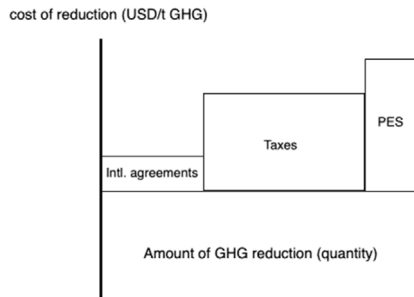 cost of reduction (USD/t GHG)
PES
Taxes
Intl. agreements
Amount of GHG reduction (quantity)